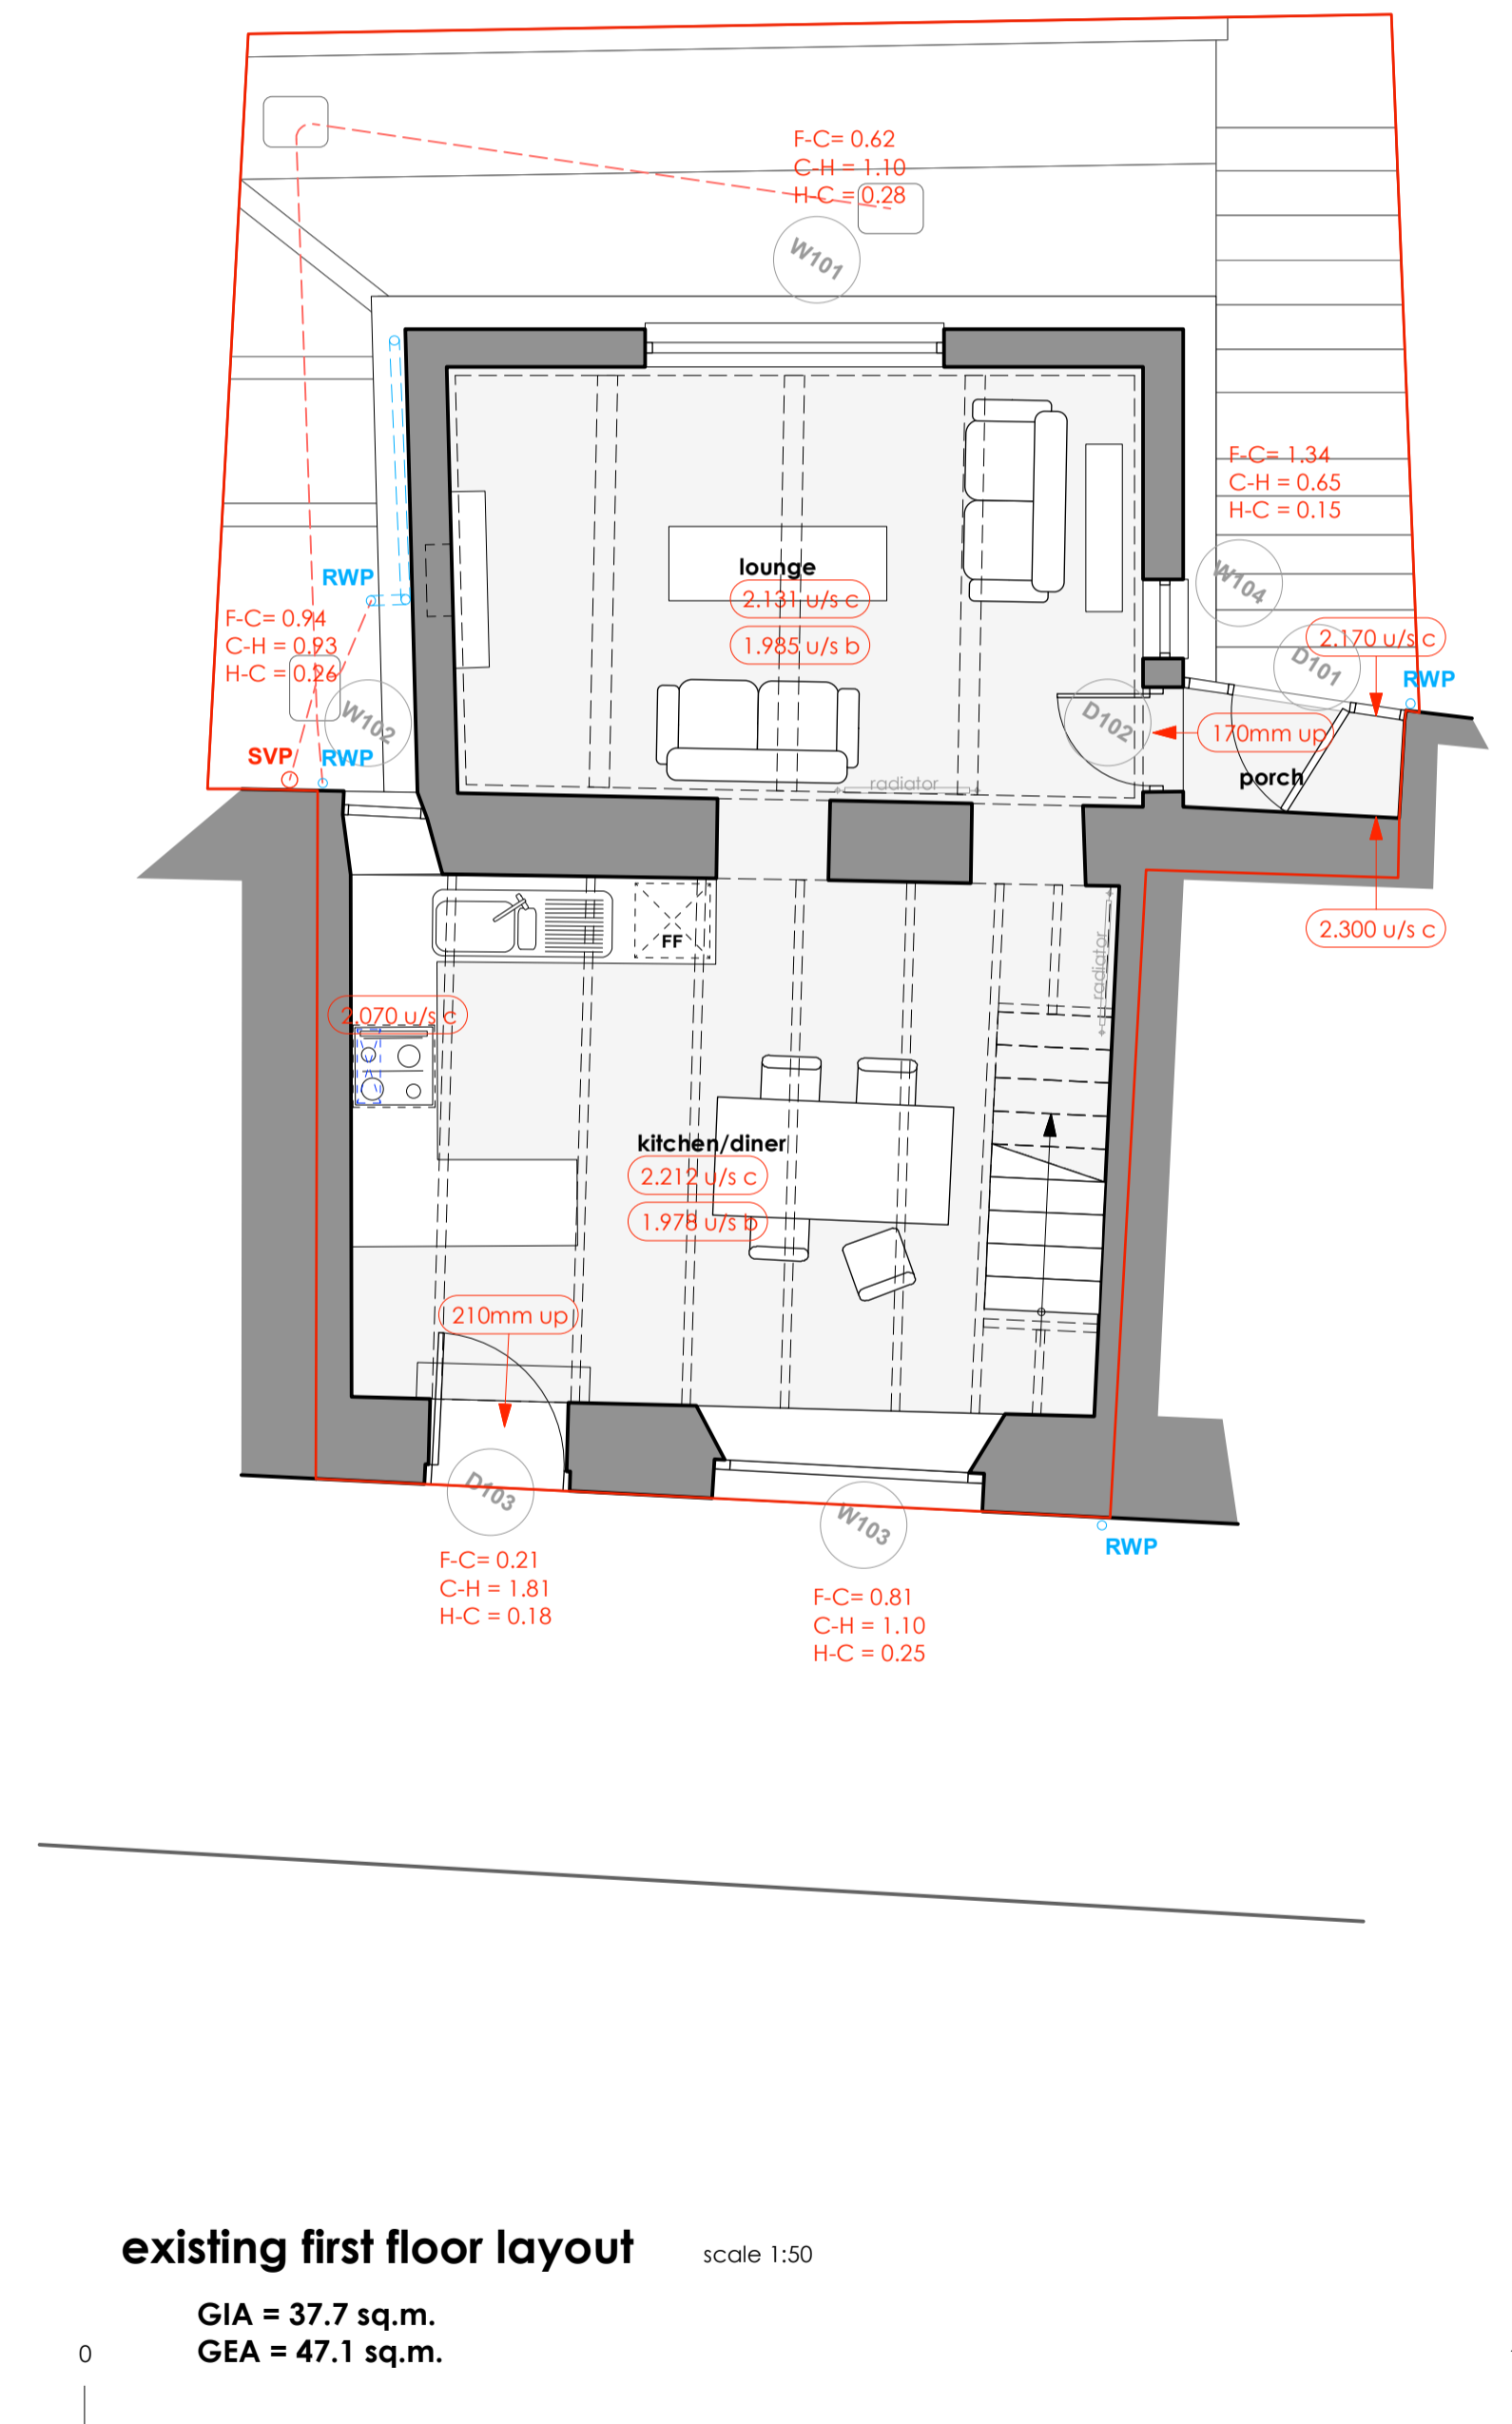 F-C= 0.62
C-H = 1.10
H-C = 0.28
W101
F-C= 1.34
C-H = 0.65
H-C = 0.15
W104
lounge
2.131 u/s c
1.985 u/s b
RWP
F-C= 0.94
C-H = 0.93
H-C = 0.26
W102
SVP
RWP
2.170 u/s c
D101
RWP
D102
170mm up
porch
radiator
2.300 u/s c
FF
radiator
2.070 u/s c
kitchen/diner
2.212 u/s c
1.978 u/s b
210mm up
D103
W103
RWP
F-C= 0.21
C-H = 1.81
H-C = 0.18
F-C= 0.81
C-H = 1.10
H-C = 0.25
existing first floor layout
scale 1:50
GIA = 37.7 sq.m.
GEA = 47.1 sq.m.
0